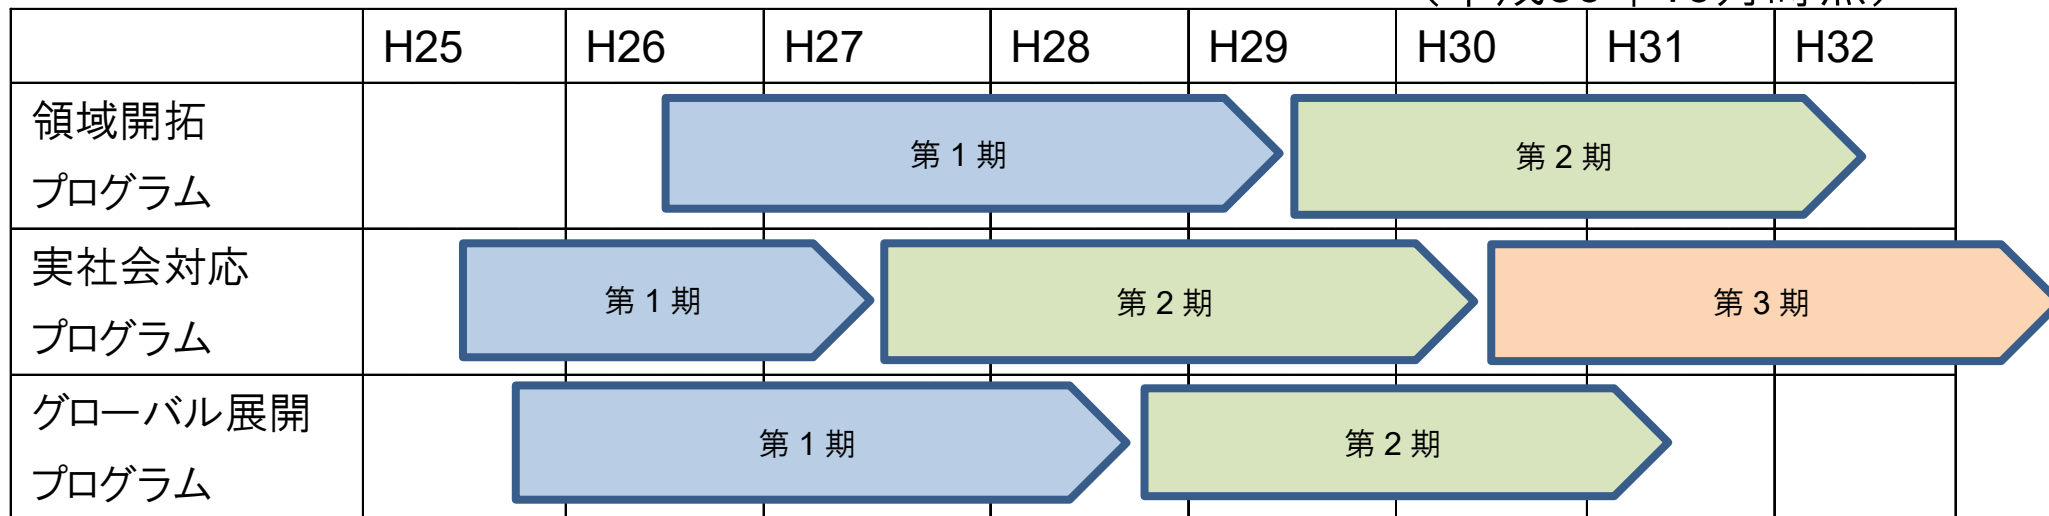 H25 H26 H27 H28 H29 H30 H31 H32
領域開拓
プログラム
第 1 期 第 2 期
実社会対応
プログラム
第 1 期 第 2 期 第 3 期
グローバル展開
プログラム
第 1 期 第 2 期